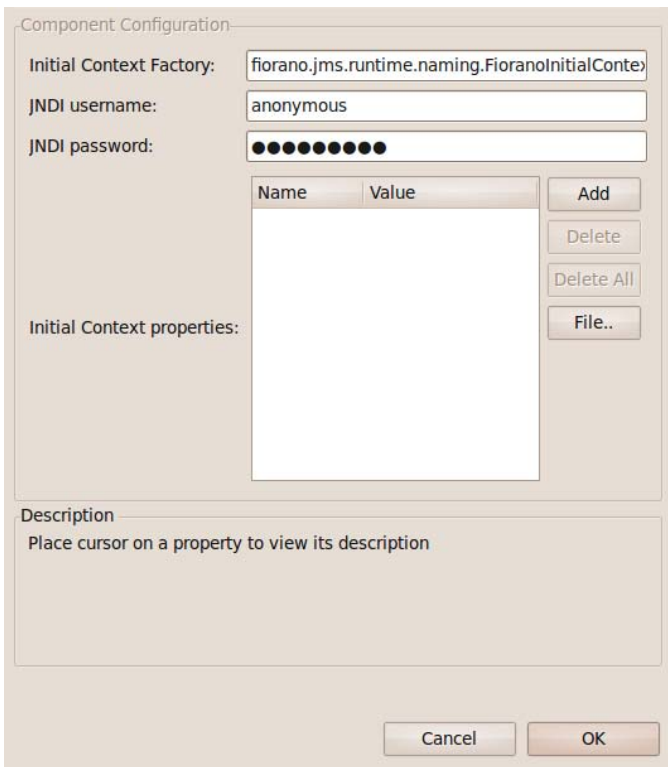 Component Configuration
Initial Context Factory: fiorano.jms.runtime.naming.FioranoInitialContex
JNDI username: anonymous
JNDI password: ●●●●●●●●●
Name Value Add
Delete
Delete All
Initial Context properties: File..
Description
Place cursor on a property to view its description
Cancel OK